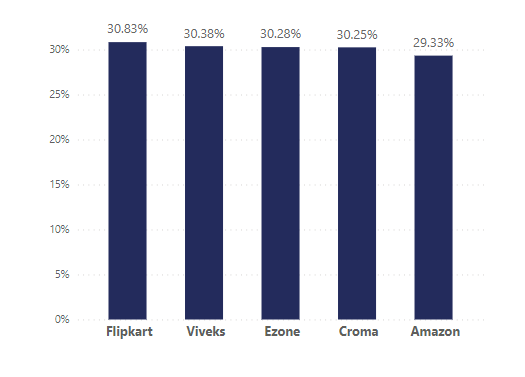 30.83%
30.38%
30.28%
30.25%
29.33%
30%
25%
20%
15%
10%
5%
0%
Flipkart
Viveks
Ezone
Croma
Amazon